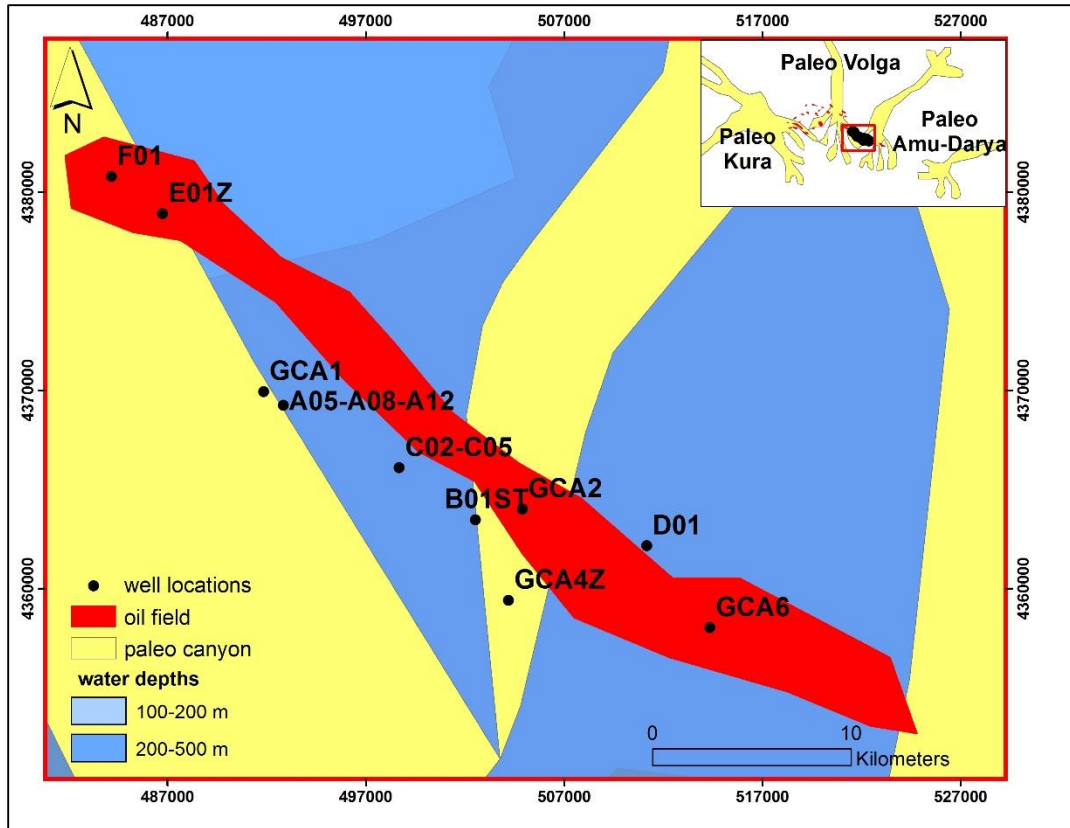 487000 497000 507000 517000 527000
N
Paleo Volga
Paleo
Kura
Paleo
Amu-Darya
F01
E01Z
4380000 4380000
GCA1
A05-A08-A12
4370000 4370000
C02-C05
B01ST
GCA2
D01
GCA4Z
GCA6
4360000 4360000
well locations
oil field
paleo canyon
water depths
100-200 m
200-500 m
0 10
Kilometers
487000 497000 507000 517000 527000